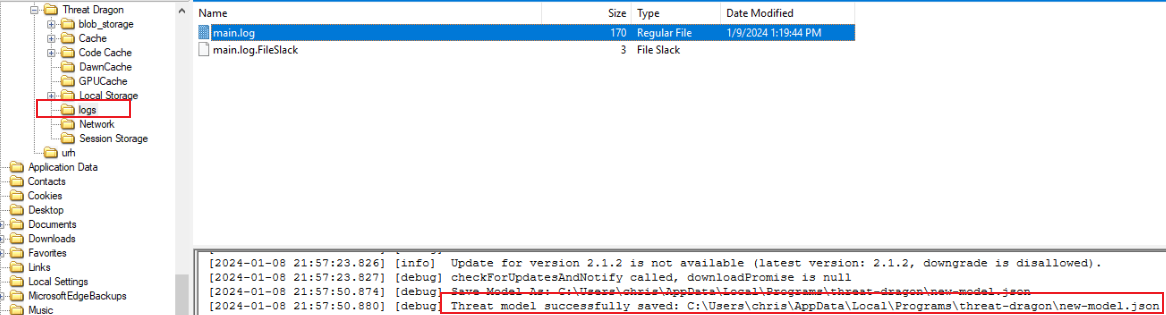 Threat Dragon
blob_storage
Cache
Code Cache
DawnCache
GPUCache
Local Storage
logs
Network
Session Storage
urh
Application Data
Contacts
Cookies
Desktop
Documents
Downloads
Favorites
Links
Local Settings
MicrosoftEdgeBackups
Music
Name Size Type Date Modified
main.log 170 Regular File 1/9/2024 1:19:44 PM
main.log.FileSlack 3 File Slack
[2024-01-08 21:57:23.826] [info] Update for version 2.1.2 is not available (latest version: 2.1.2, downgrade is disallowed).
[2024-01-08 21:57:23.827] [debug] checkForUpdatesAndNotify called, downloadPromise is null
[2024-01-08 21:57:50.874] [debug] Save Model As: C:\Users\chris\AppData\Local\Programs\threat-dragon\new-model.json
[2024-01-08 21:57:50.880] [debug] Threat model successfully saved: C:\Users\chris\AppData\Local\Programs\threat-dragon\new-model.json